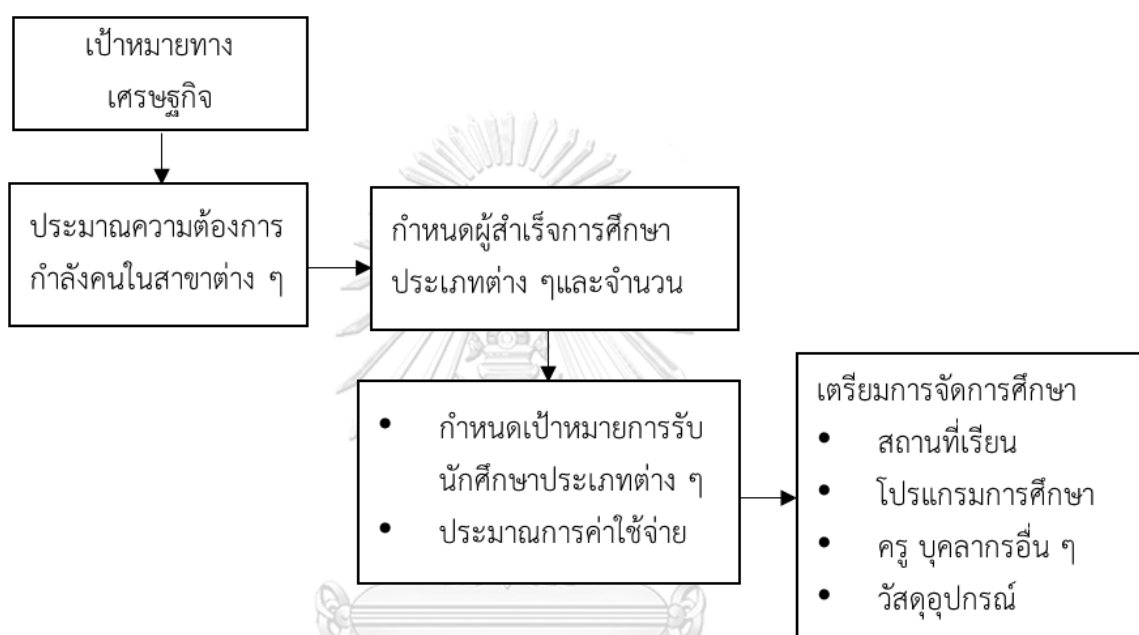 เป้าหมายทาง
เศรษฐกิจ
ประมาณความต้องการ
กำลังคนในสาขาต่าง ๆ
กำหนดผู้สำเร็จการศึกษา
ประเภทต่าง ๆและจำนวน
• กำหนดเป้าหมายการรับ
นักศึกษาประเภทต่าง ๆ
• ประมาณการค่าใช้จ่าย
เตรียมการจัดการศึกษา
• สถานที่เรียน
• โปรแกรมการศึกษา
• ครู บุคลากรอื่น ๆ
• วัสดุอุปกรณ์